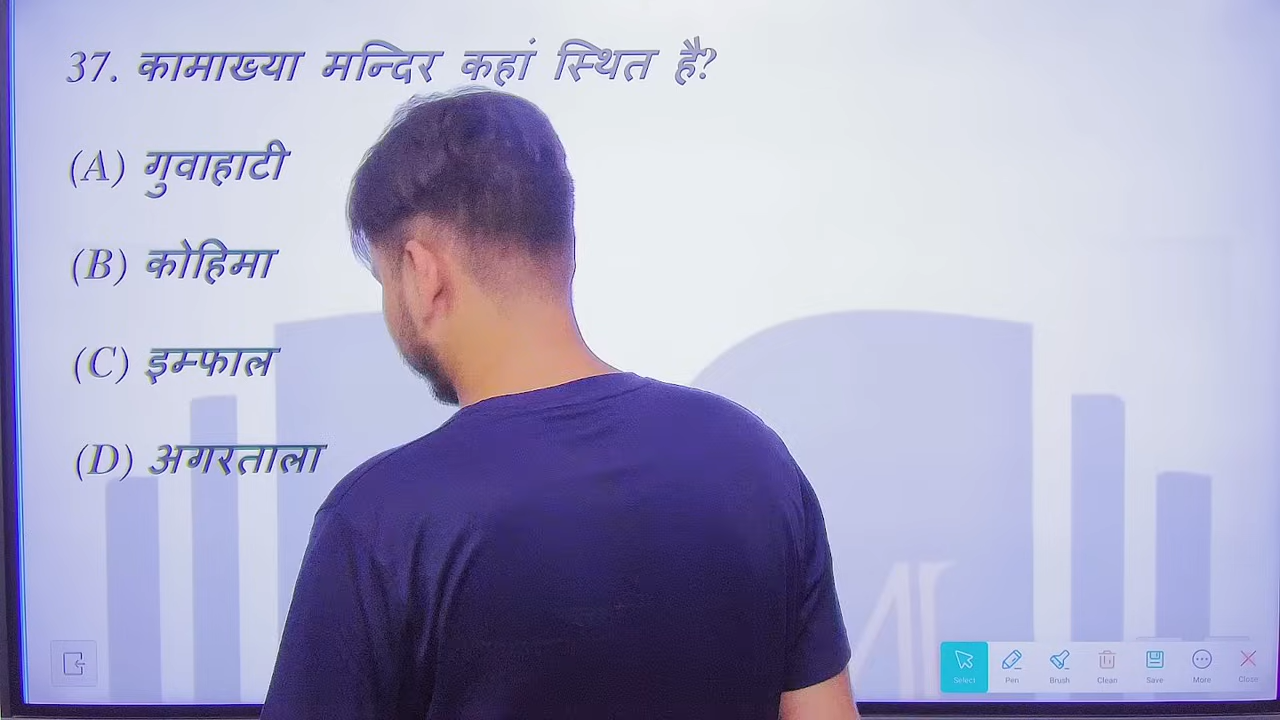 37. कामाख्या मन्दिर कहां स्थित है?
(A) गुवाहाटी
(B) कोहिमा
(C) इम्फाल
(D) अगरताला
Select Pen Brush Clean Save More Close